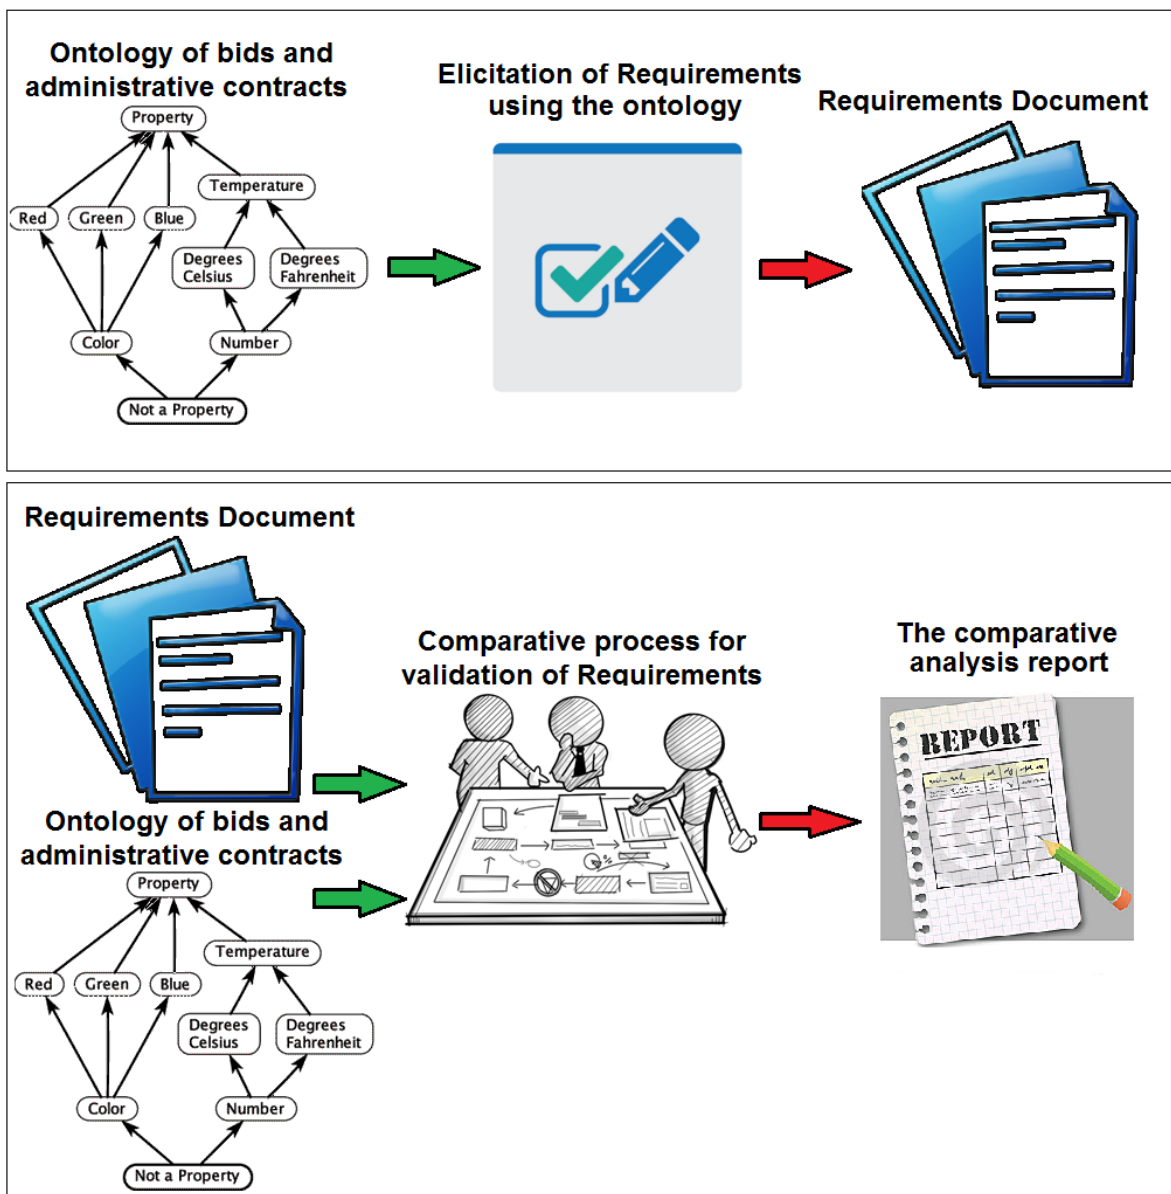 Ontology of bids and
administrative contracts
Property
Temperature
Red
Green
Blue
Degrees
Celsius
Degrees
Fahrenheit
Color
Number
Not a Property
Elicitation of Requirements
using the ontology
Requirements Document
Requirements Document
Ontology of bids and
administrative contracts
Property
Temperature
Red
Green
Blue
Degrees
Celsius
Degrees
Fahrenheit
Color
Number
Not a Property
Comparative process for
validation of Requirements
%
The comparative
analysis report
REPORT